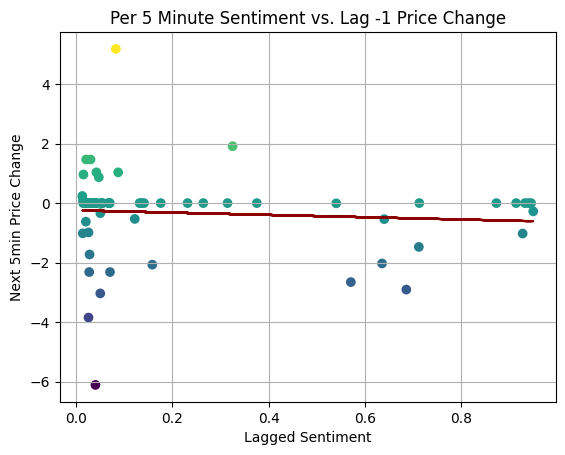 Per 5 Minute Sentiment vs. Lag -1 Price Change
Next 5min Price Change
4
2
0
−2
−4
−6
0.0 0.2 0.4 0.6 0.8
Lagged Sentiment